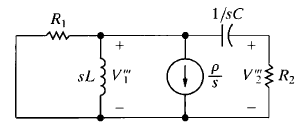 R₁
1/sC
+
+
sL
V₁'''
ρ/s
V₂'''
R₂
−
−